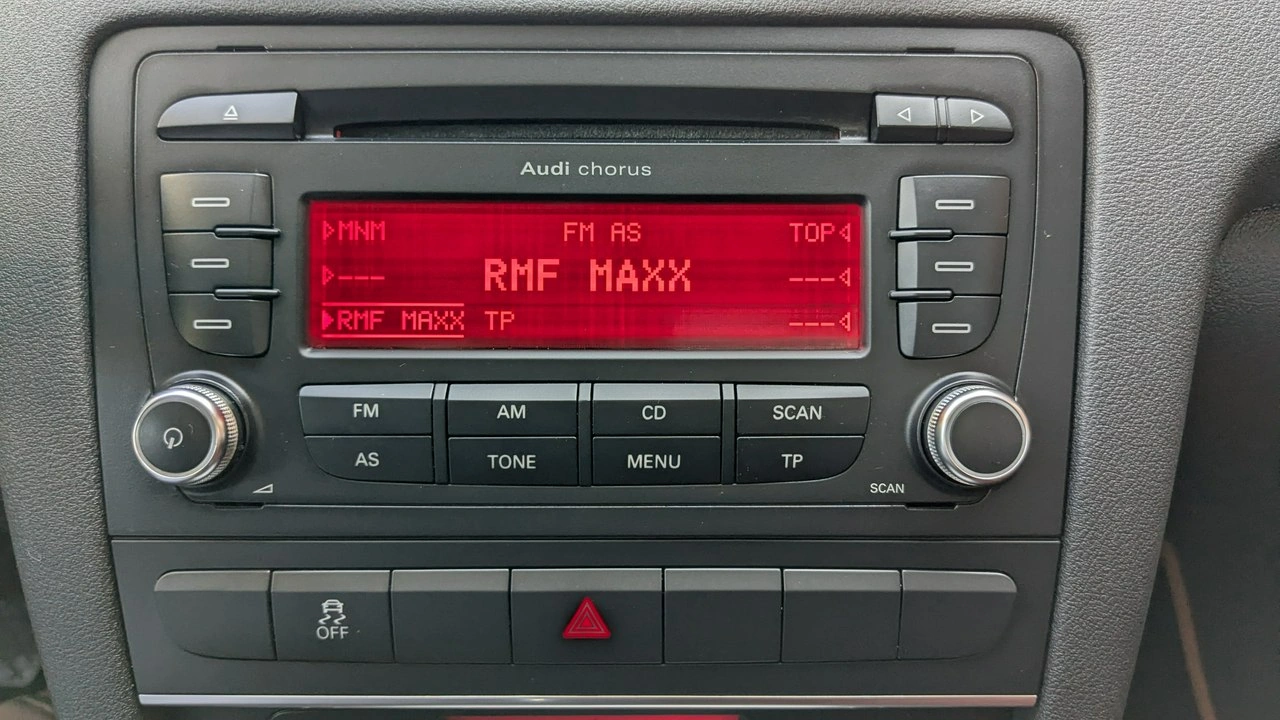 Audi chorus
MNM FM AS TOP
--- RMF MAXX ---
RMF MAXX TP ---
FM AM CD SCAN
AS TONE MENU TP
SCAN
OFF